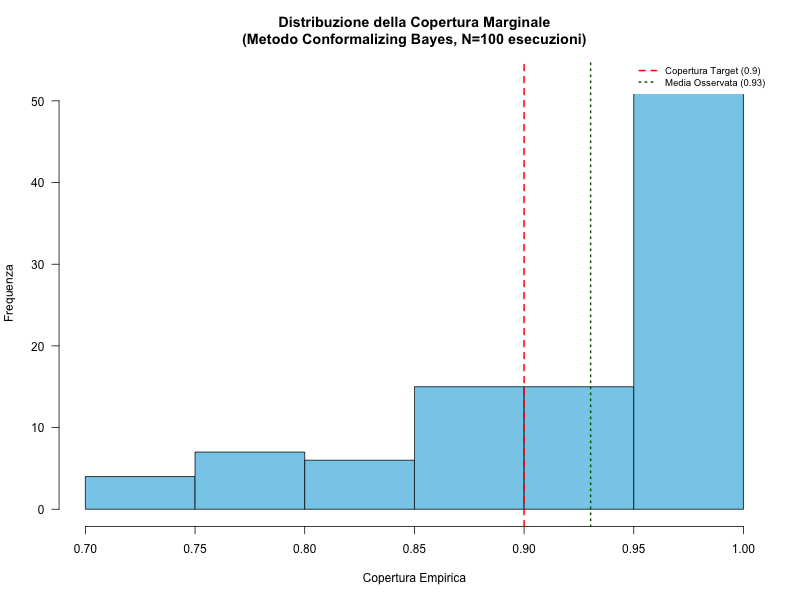 Distribuzione della Copertura Marginale
(Metodo Conformalizing Bayes, N=100 esecuzioni)
Copertura Target (0.9)
Media Osservata (0.93)
50
40
30
20
10
0
Frequenza
0.70 0.75 0.80 0.85 0.90 0.95 1.00
Copertura Empirica